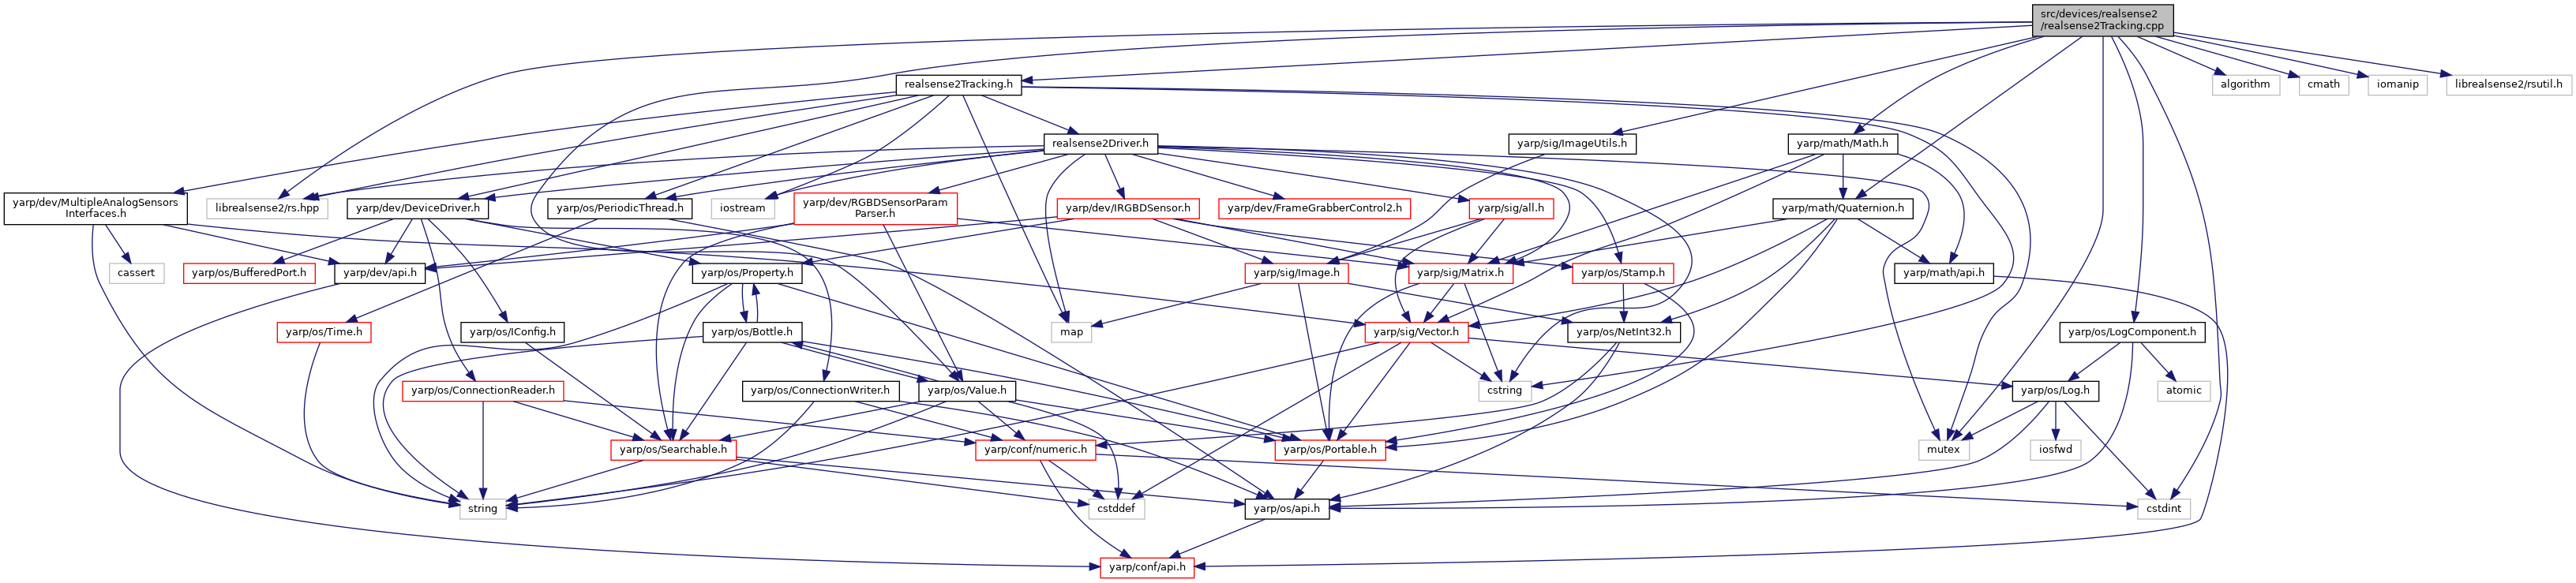 src/devices/realsense2
/realsense2Tracking.cpp
realsense2Tracking.h
algorithm
cmath
iomanip
librealsense2/rsutil.h
realsense2Driver.h
yarp/sig/ImageUtils.h
yarp/math/Math.h
yarp/dev/MultipleAnalogSensors
Interfaces.h
librealsense2/rs.hpp
yarp/dev/DeviceDriver.h
yarp/os/PeriodicThread.h
iostream
yarp/dev/RGBDSensorParam
Parser.h
yarp/dev/IRGBDSensor.h
yarp/dev/FrameGrabberControl2.h
yarp/sig/all.h
yarp/math/Quaternion.h
cassert
yarp/os/BufferedPort.h
yarp/dev/api.h
yarp/os/Property.h
yarp/sig/Image.h
yarp/sig/Matrix.h
yarp/os/Stamp.h
yarp/math/api.h
yarp/os/Time.h
yarp/os/IConfig.h
yarp/os/Bottle.h
map
yarp/sig/Vector.h
yarp/os/NetInt32.h
yarp/os/LogComponent.h
yarp/os/ConnectionReader.h
yarp/os/ConnectionWriter.h
yarp/os/Value.h
cstring
yarp/os/Log.h
atomic
yarp/os/Searchable.h
yarp/conf/numeric.h
yarp/os/Portable.h
mutex
iosfwd
string
cstddef
yarp/os/api.h
cstdint
yarp/conf/api.h